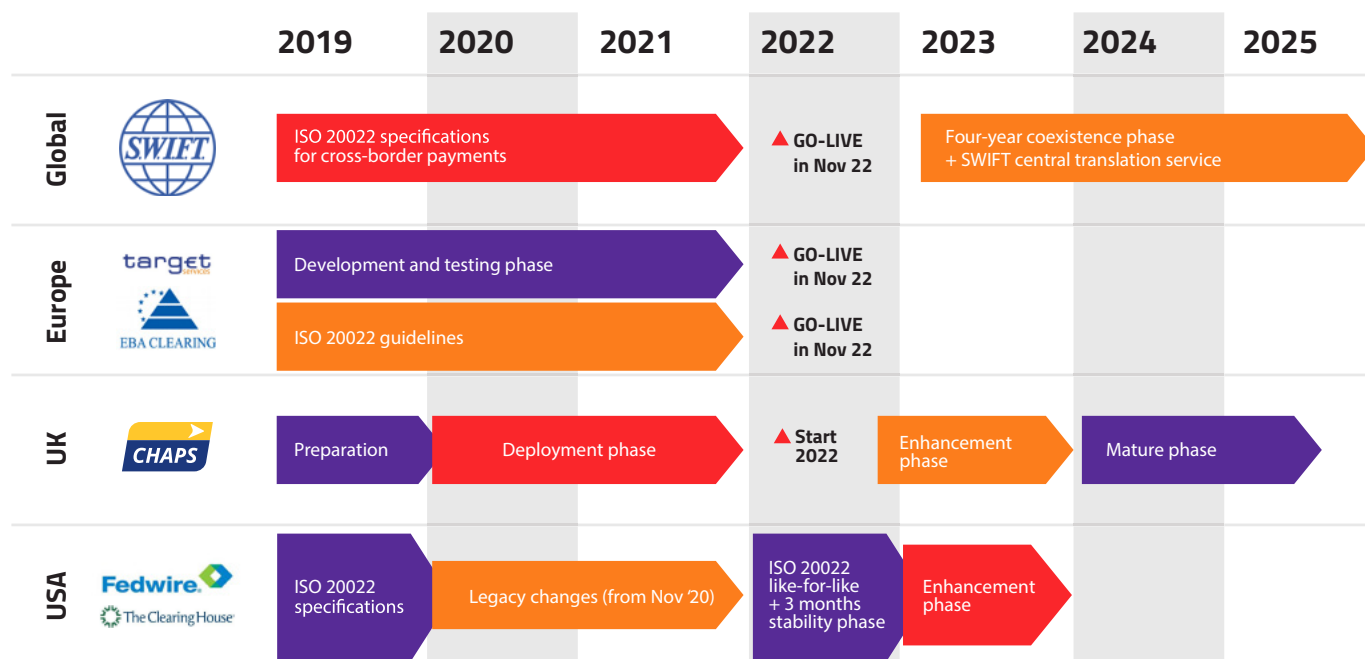 2019 2020 2021 2022 2023 2024 2025
Global
S.W.I.F.T.
ISO 20022 specifications
for cross-border payments
GO-LIVE
in Nov 22
Four-year coexistence phase
+ SWIFT central translation service
Europe
target
services
EBA CLEARING
Development and testing phase
GO-LIVE
in Nov 22
ISO 20022 guidelines
GO-LIVE
in Nov 22
UK
CHAPS
Preparation
Deployment phase
Start
2022
Enhancement
phase
Mature phase
USA
Fedwire
The Clearing House
ISO 20022
specifications
Legacy changes (from Nov '20)
ISO 20022
like-for-like
+ 3 months
stability phase
Enhancement
phase